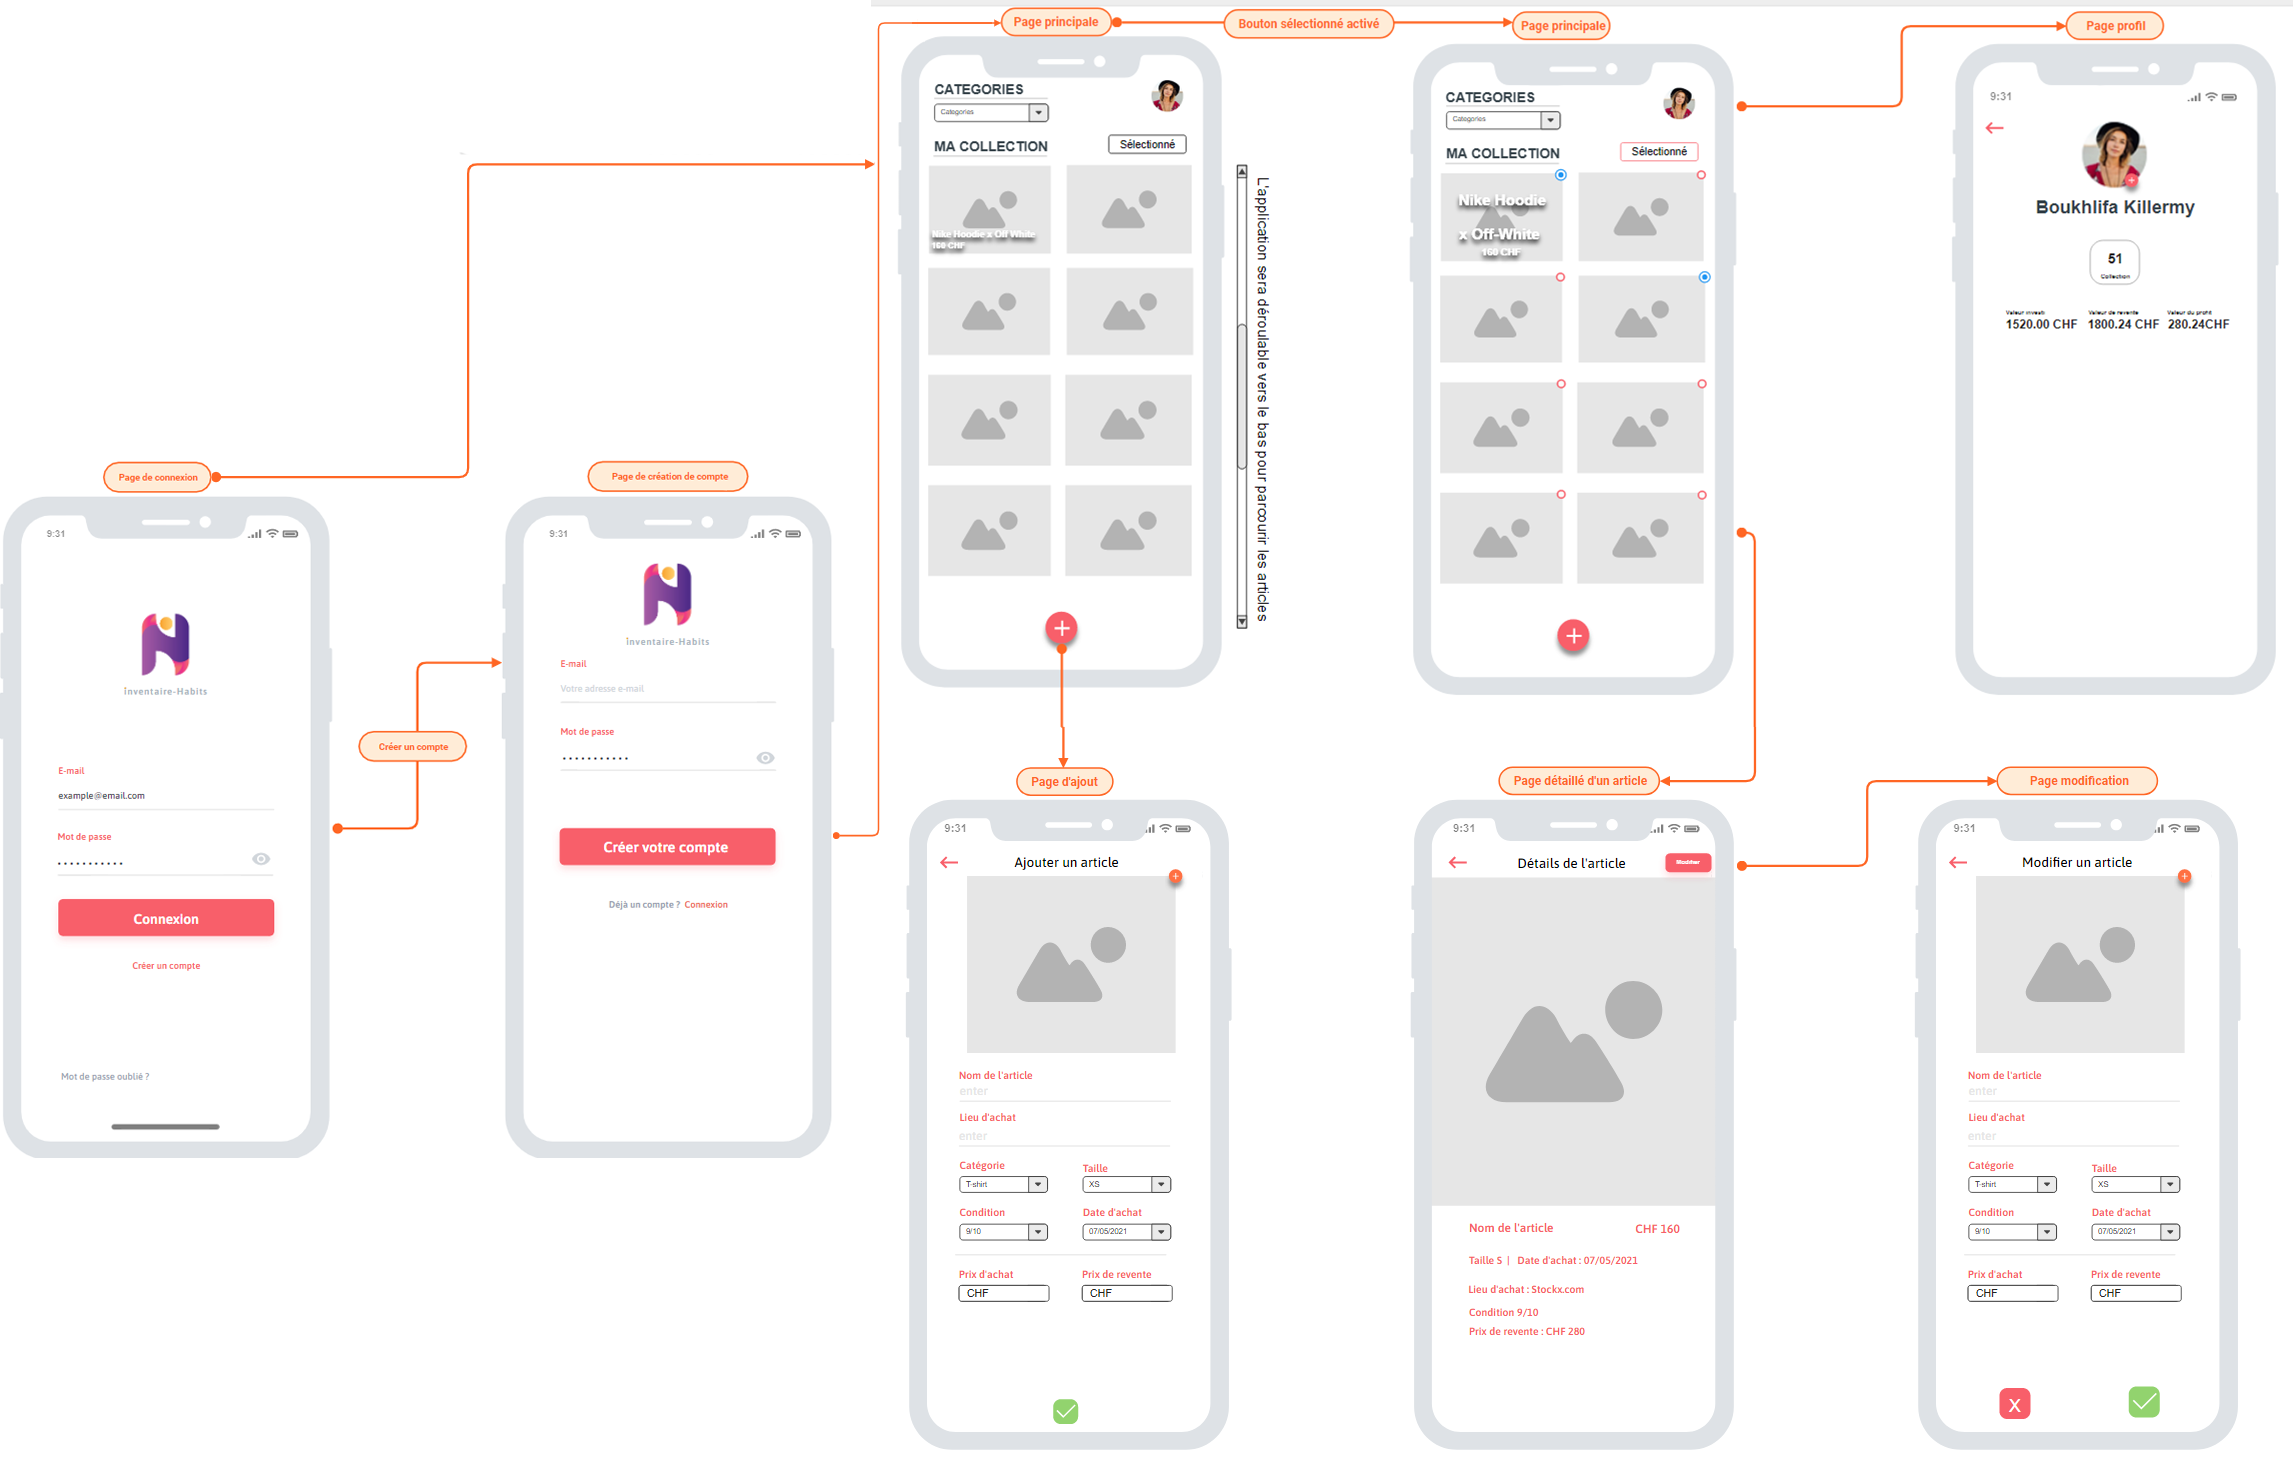 Page principale
Bouton sélectionné activé
Page principale
Page profil
CATEGORIES
Categories
MA COLLECTION
Sélectionné
Nike Hoodie x Off White
160 CHF
L'application sera déroulable vers le bas pour parcourir les articles
CATEGORIES
Categories
MA COLLECTION
Sélectionné
Nike Hoodie
x Off-White
160 CHF
9:31
Boukhlifa Killermy
51
Collection
Valeur investi
Valeur de revente
Valeur du profit
1520.00 CHF
1800.24 CHF
280.24CHF
Page de connexion
9:31
Inventaire-Habits
E-mail
example@email.com
Mot de passe
Connexion
Créer un compte
Mot de passe oublié ?
Créer un compte
Page de création de compte
9:31
Inventaire-Habits
E-mail
Votre adresse e-mail
Mot de passe
Créer votre compte
Déjà un compte ? Connexion
Page d'ajout
9:31
Ajouter un article
Nom de l'article
enter
Lieu d'achat
enter
Catégorie
Taille
T-shirt
XS
Condition
Date d'achat
9/10
07/05/2021
Prix d'achat
Prix de revente
CHF
CHF
Page détaillé d'un article
9:31
Détails de l'article
Modifier
Nom de l'article
CHF 160
Taille S | Date d'achat : 07/05/2021
Lieu d'achat : Stockx.com
Condition 9/10
Prix de revente : CHF 280
Page modification
9:31
Modifier un article
Nom de l'article
enter
Lieu d'achat
enter
Catégorie
Taille
T-shirt
XS
Condition
Date d'achat
9/10
07/05/2021
Prix d'achat
Prix de revente
CHF
CHF
X